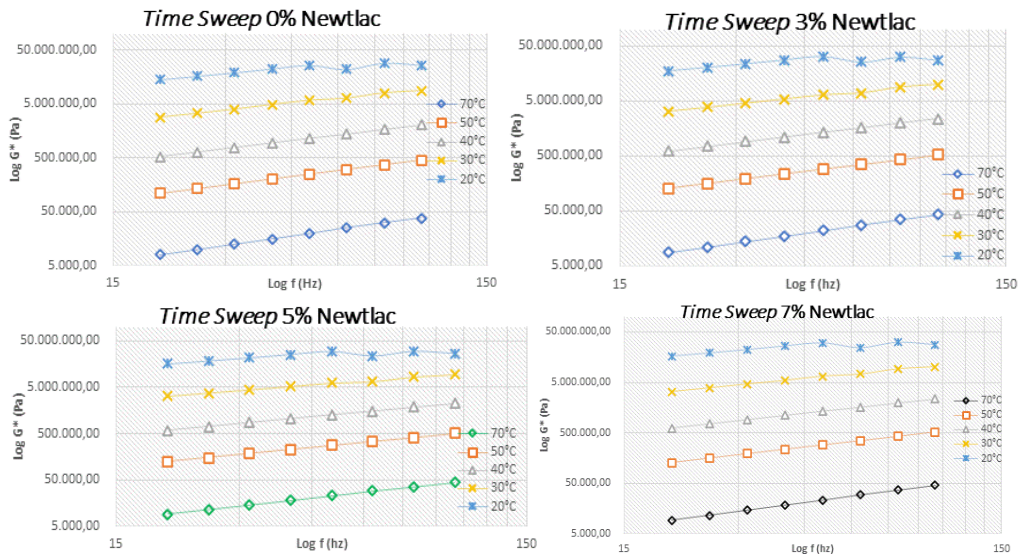 Time Sweep 0% Newtlac
50.000.000,00
5.000.000,00
500.000,00
50.000,00
5.000,00
Log G* (Pa)
15
150
Log f (Hz)
70°C
50°C
40°C
30°C
20°C
Time Sweep 3% Newtlac
50.000.000,00
5.000.000,00
500.000,00
50.000,00
5.000,00
Log G* (Pa)
15
150
Log f (Hz)
70°C
50°C
40°C
30°C
20°C
Time Sweep 5% Newtlac
50.000.000,00
5.000.000,00
500.000,00
50.000,00
5.000,00
Log G* (Pa)
15
150
Log f (hz)
70°C
50°C
40°C
30°C
20°C
Time Sweep 7% Newtlac
50.000.000,00
5.000.000,00
500.000,00
50.000,00
5.000,00
Log G* (Pa)
15
150
Log f (hz)
70°C
50°C
40°C
30°C
20°C